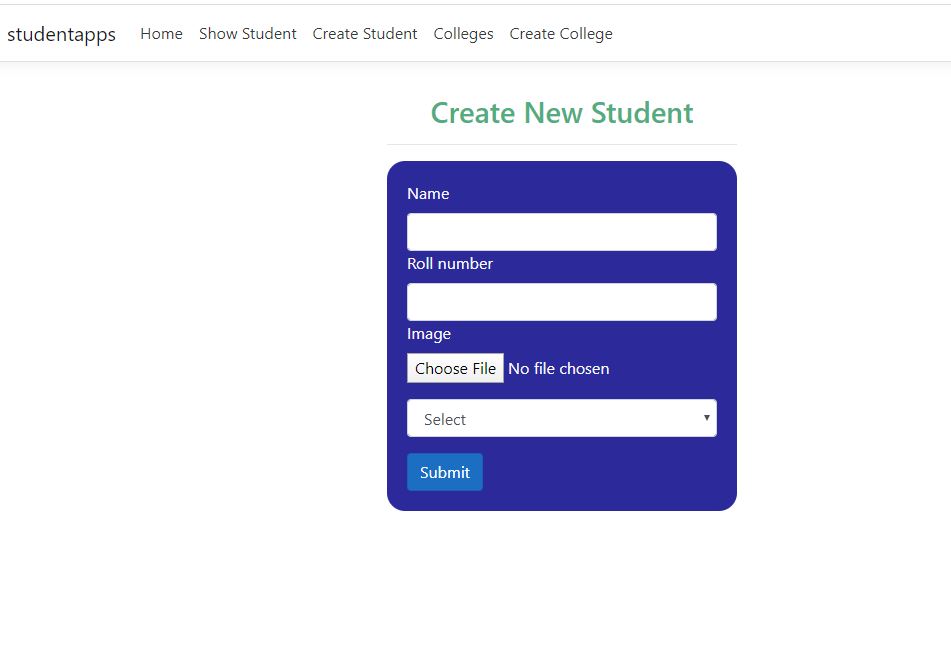 studentapps Home Show Student Create Student Colleges Create College
Create New Student
Name
Roll number
Image
Choose File No file chosen
Select
Submit